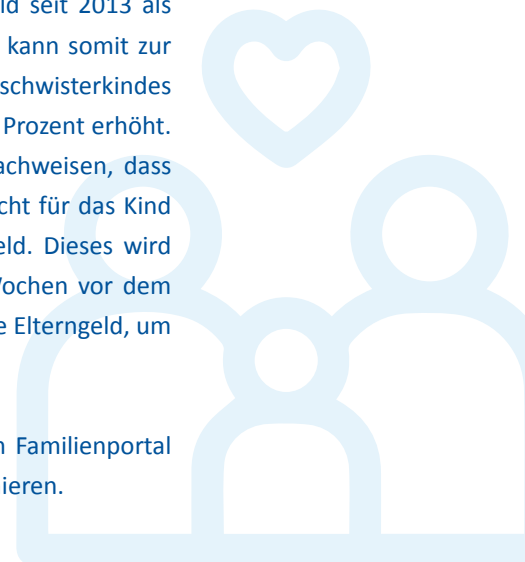 ld seit 2013 als
kann somit zur
schwisterkindes
Prozent erhöht.
achweisen, dass
cht für das Kind
eld. Dieses wird
Wochen vor dem
e Elterngeld, um
n Familienportal
ieren.